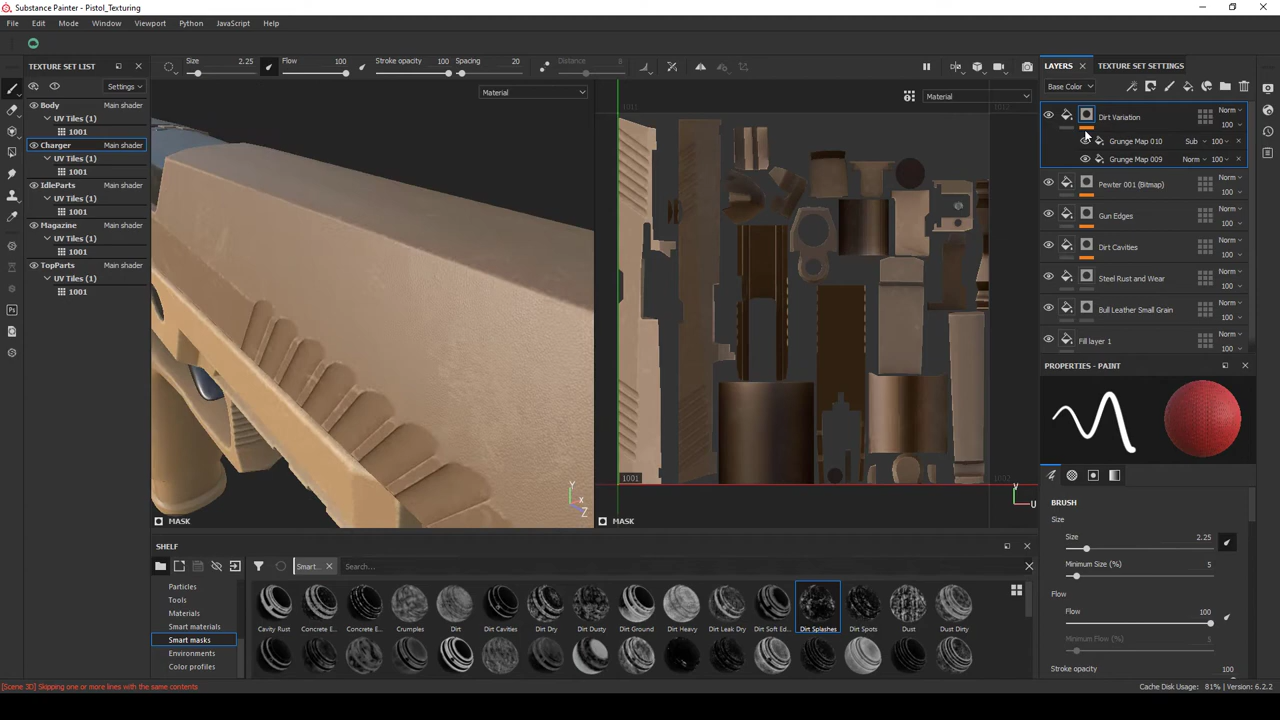 Substance Painter - Pistol_Texturing
File Edit Mode Window Viewport Python JavaScript Help
Size 2.25 Flow 100 Stroke opacity 100 Spacing 20 Distance 8
TEXTURE SET LIST
Settings
Body Main shader
UV Tiles (1)
1001
Charger Main shader
UV Tiles (1)
1001
IdleParts Main shader
UV Tiles (1)
1001
Magazine Main shader
UV Tiles (1)
1001
TopParts Main shader
UV Tiles (1)
1001
Material
Y
X
Z
MASK
Material
1011 1012
1001 1002
V
U
MASK
LAYERS TEXTURE SET SETTINGS
Base Color
Dirt Variation Norm 100
Grunge Map 010 Sub 100
Grunge Map 009 Norm 100
Pewter 001 (Bitmap) Norm 100
Gun Edges Norm 100
Dirt Cavities Norm 100
Steel Rust and Wear Norm 100
Bull Leather Small Grain Norm 100
Fill layer 1 Norm 100
PROPERTIES - PAINT
BRUSH
Size
Size 2.25
Minimum Size (%) 5
Flow
Flow 100
Minimum Flow (%) 5
Stroke opacity 100
SHELF
Smart... Search...
Particles
Tools
Materials
Smart materials
Smart masks
Environments
Color profiles
Cavity Rust Concrete E... Concrete E... Crumples Dirt Dirt Cavities Dirt Dry Dirt Dusty Dirt Ground Dirt Heavy Dirt Leak Dry Dirt Soft Ed... Dirt Splashes Dirt Spots Dust Dust Dirty
[Scene 3D] Skipping one or more lines with the same contents
Cache Disk Usage: 81% | Version: 6.2.2